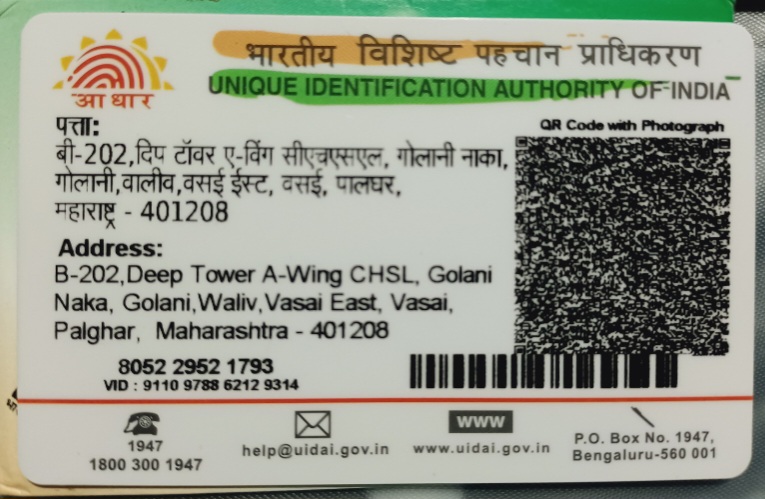 भारतीय विशिष्ट पहचान प्राधिकरण
UNIQUE IDENTIFICATION AUTHORITY OF INDIA
आधार
पत्ता:
QR Code with Photograph
बी-202,दिप टॉवर ए-विंग सीएचएसएल, गोलानी नाका,
गोलानी,वालीव,वसई ईस्ट, वसई, पालघर,
महाराष्ट्र - 401208
Address:
B-202,Deep Tower A-Wing CHSL, Golani
Naka, Golani,Waliv,Vasai East, Vasai,
Palghar, Maharashtra - 401208
8052 2952 1793
VID : 9110 9788 6212 9314
1947
1800 300 1947
help@uidai.gov.in
www
www.uidai.gov.in
P.O. Box No. 1947,
Bengaluru-560 001